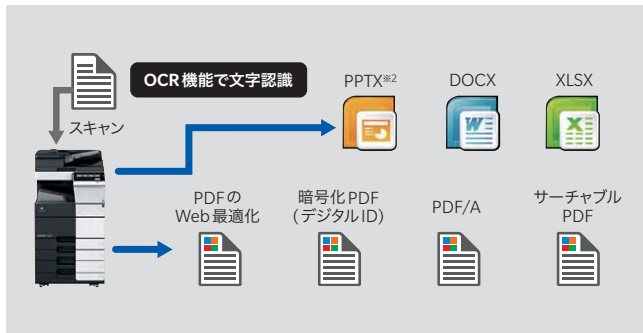 OCR機能で文字認識
スキャン
PPTX※2
DOCX
XLSX
PDFの
Web最適化
暗号化PDF
(デジタルID)
PDF/A
サーチャブル
PDF